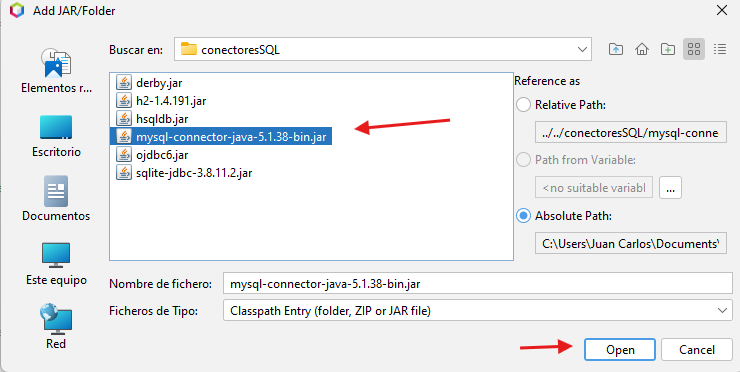 Add JAR/Folder
Buscar en:
conectoresSQL
Elementos r...
Escritorio
Documentos
Este equipo
Red
derby.jar
h2-1.4.191.jar
hsqldb.jar
mysql-connector-java-5.1.38-bin.jar
ojdbc6.jar
sqlite-jdbc-3.8.11.2.jar
Reference as
Relative Path:
../../conectoresSQL/mysql-conne
Path from Variable:
<no suitable variabl
...
Absolute Path:
C:\Users\Juan Carlos\Documents\
Nombre de fichero:
mysql-connector-java-5.1.38-bin.jar
Ficheros de Tipo:
Classpath Entry (folder, ZIP or JAR file)
Open
Cancel